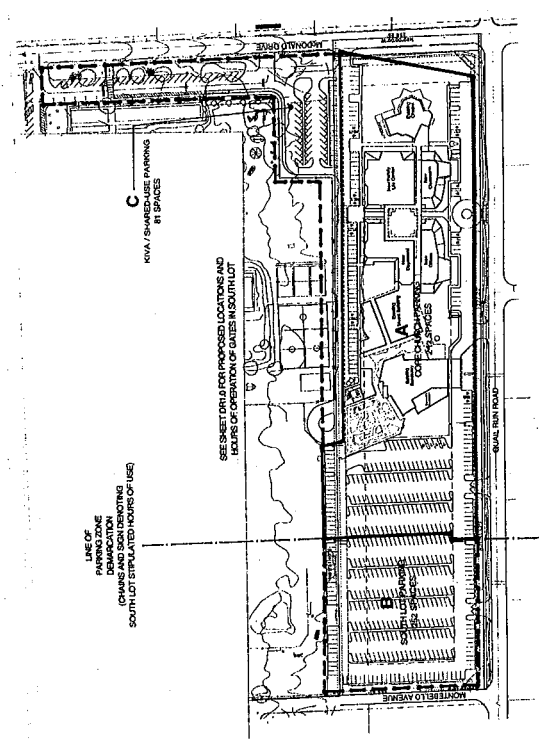 McDONALD DRIVE
C
KIVA / SHARED-USE PARKING
81 SPACES
SEE SHEET DR1.0 FOR PROPOSED LOCATIONS AND
HOURS OF OPERATION OF GATES IN SOUTH LOT
A
CORE CHURCH PARKING
LINE OF
PARKING ZONE
DEMARCATION
(CHAINS AND SIGN DENOTING
SOUTH LOT STIPULATED HOURS OF USE)
QUAIL RUN ROAD
B
SOUTH LOT PARKING
252 SPACES
MONTEBELLO AVENUE